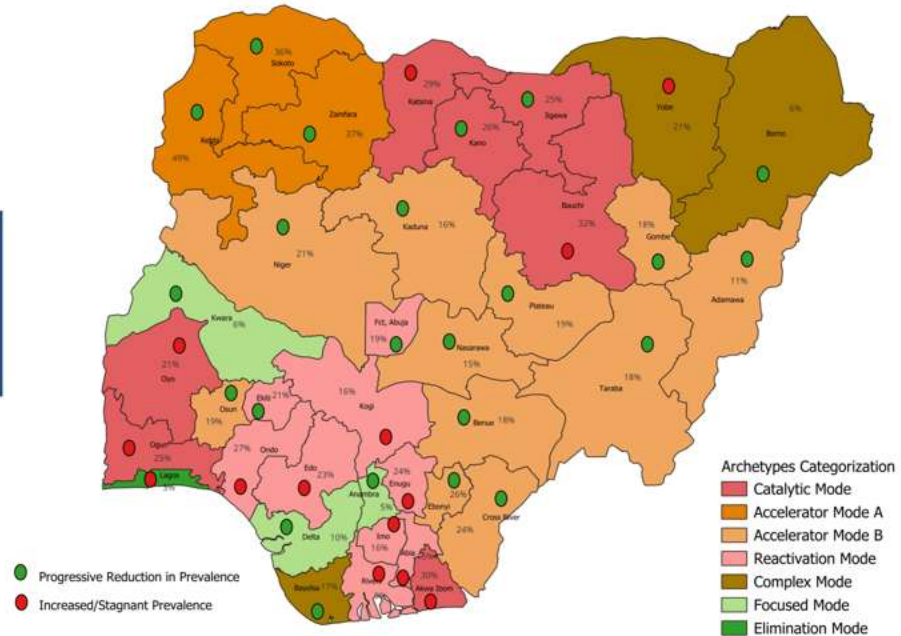 36%
Sokoto
Zamfara
37%
Kebbi
49%
29%
Katsina
25%
Jigawa
26%
Kano
Bauchi
32%
Yobe
21%
6%
Borno
Kaduna
16%
18%
Gombe
21%
Niger
11%
Adamawa
Plateau
19%
Kwara
6%
Fct, Abuja
19%
Nasarawa
15%
18%
Taraba
21%
Oyo
Osun
19%
Ekiti
21%
16%
Kogi
Benue
18%
27%
Ondo
Edo
23%
Ogun
25%
Lagos
24%
Enugu
Anambra
5%
Ebonyi
26%
Cross River
24%
Delta
10%
Imo
16%
Abia
Rivers
30%
Akwa Ibom
Bayelsa
17%
Archetypes Categorization
Catalytic Mode
Accelerator Mode A
Accelerator Mode B
Reactivation Mode
Complex Mode
Focused Mode
Elimination Mode
Progressive Reduction in Prevalence
Increased/Stagnant Prevalence